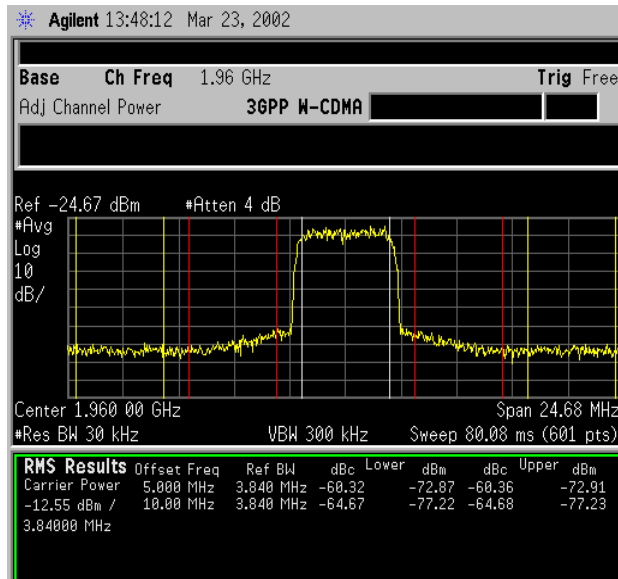 Agilent 13:48:12 Mar 23, 2002
Base Ch Freq 1.96 GHz Trig Free
Adj Channel Power 3GPP W-CDMA
Ref -24.67 dBm #Atten 4 dB
#Avg
Log
10
dB/
Center 1.960 00 GHz Span 24.68 MHz
#Res BW 30 kHz VBW 300 kHz Sweep 80.08 ms (601 pts)
RMS Results Offset Freq Ref BW dBc Lower dBm dBc Upper dBm
Carrier Power 5.000 MHz 3.840 MHz -60.32 -72.87 -60.36 -72.91
-12.55 dBm / 10.00 MHz 3.840 MHz -64.67 -77.22 -64.68 -77.23
3.84000 MHz